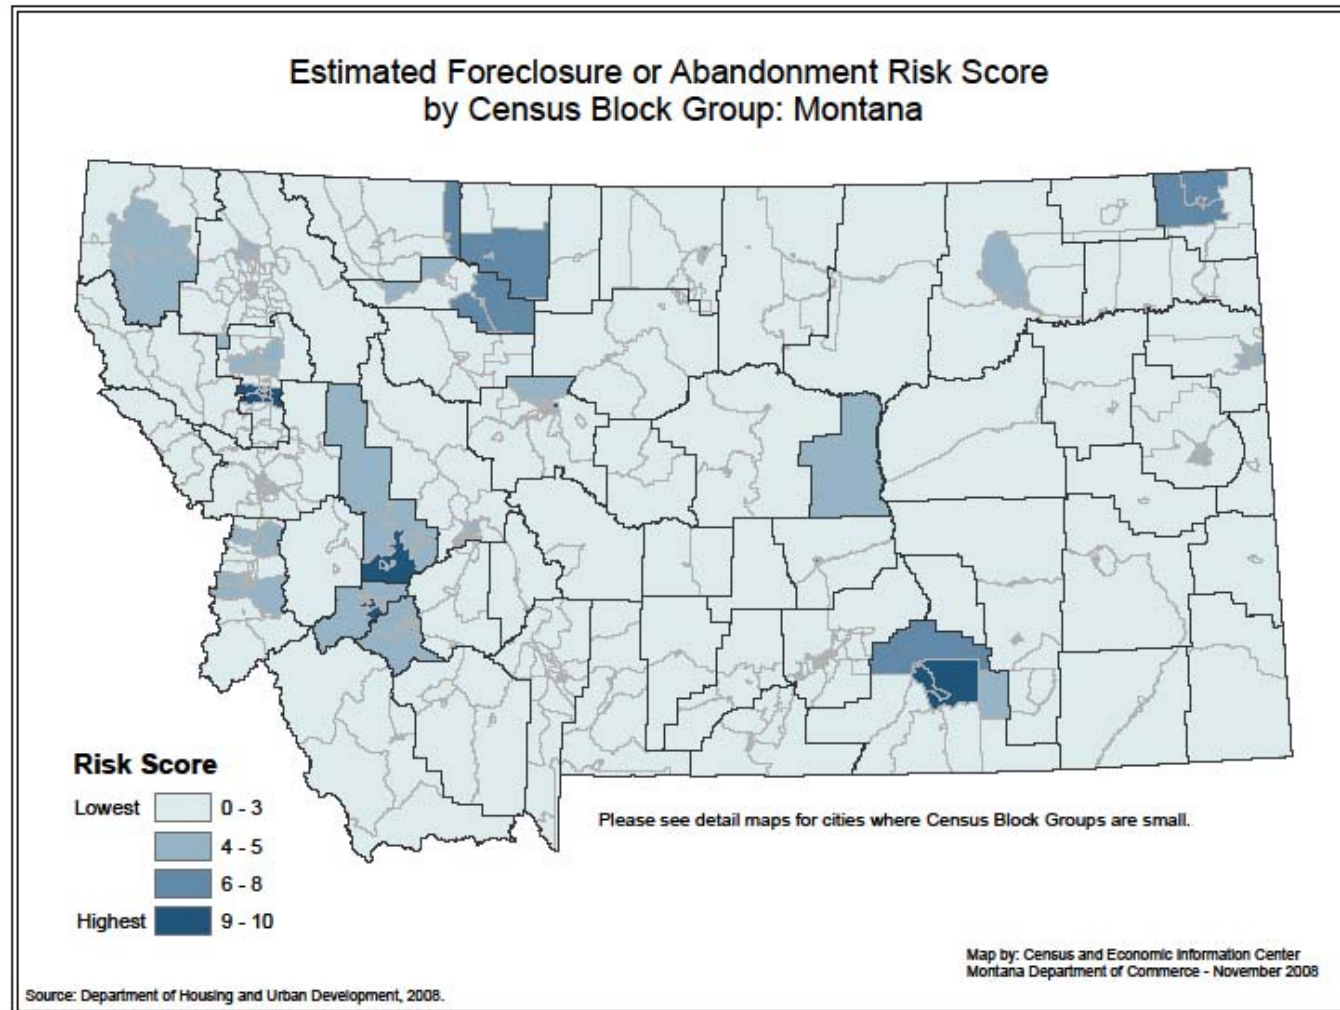 Estimated Foreclosure or Abandonment Risk Score
by Census Block Group: Montana
Risk Score
Lowest 0 - 3
4 - 5
6 - 8
Highest 9 - 10
Please see detail maps for cities where Census Block Groups are small.
Map by: Census and Economic Information Center
Montana Department of Commerce - November 2008
Source: Department of Housing and Urban Development, 2008.